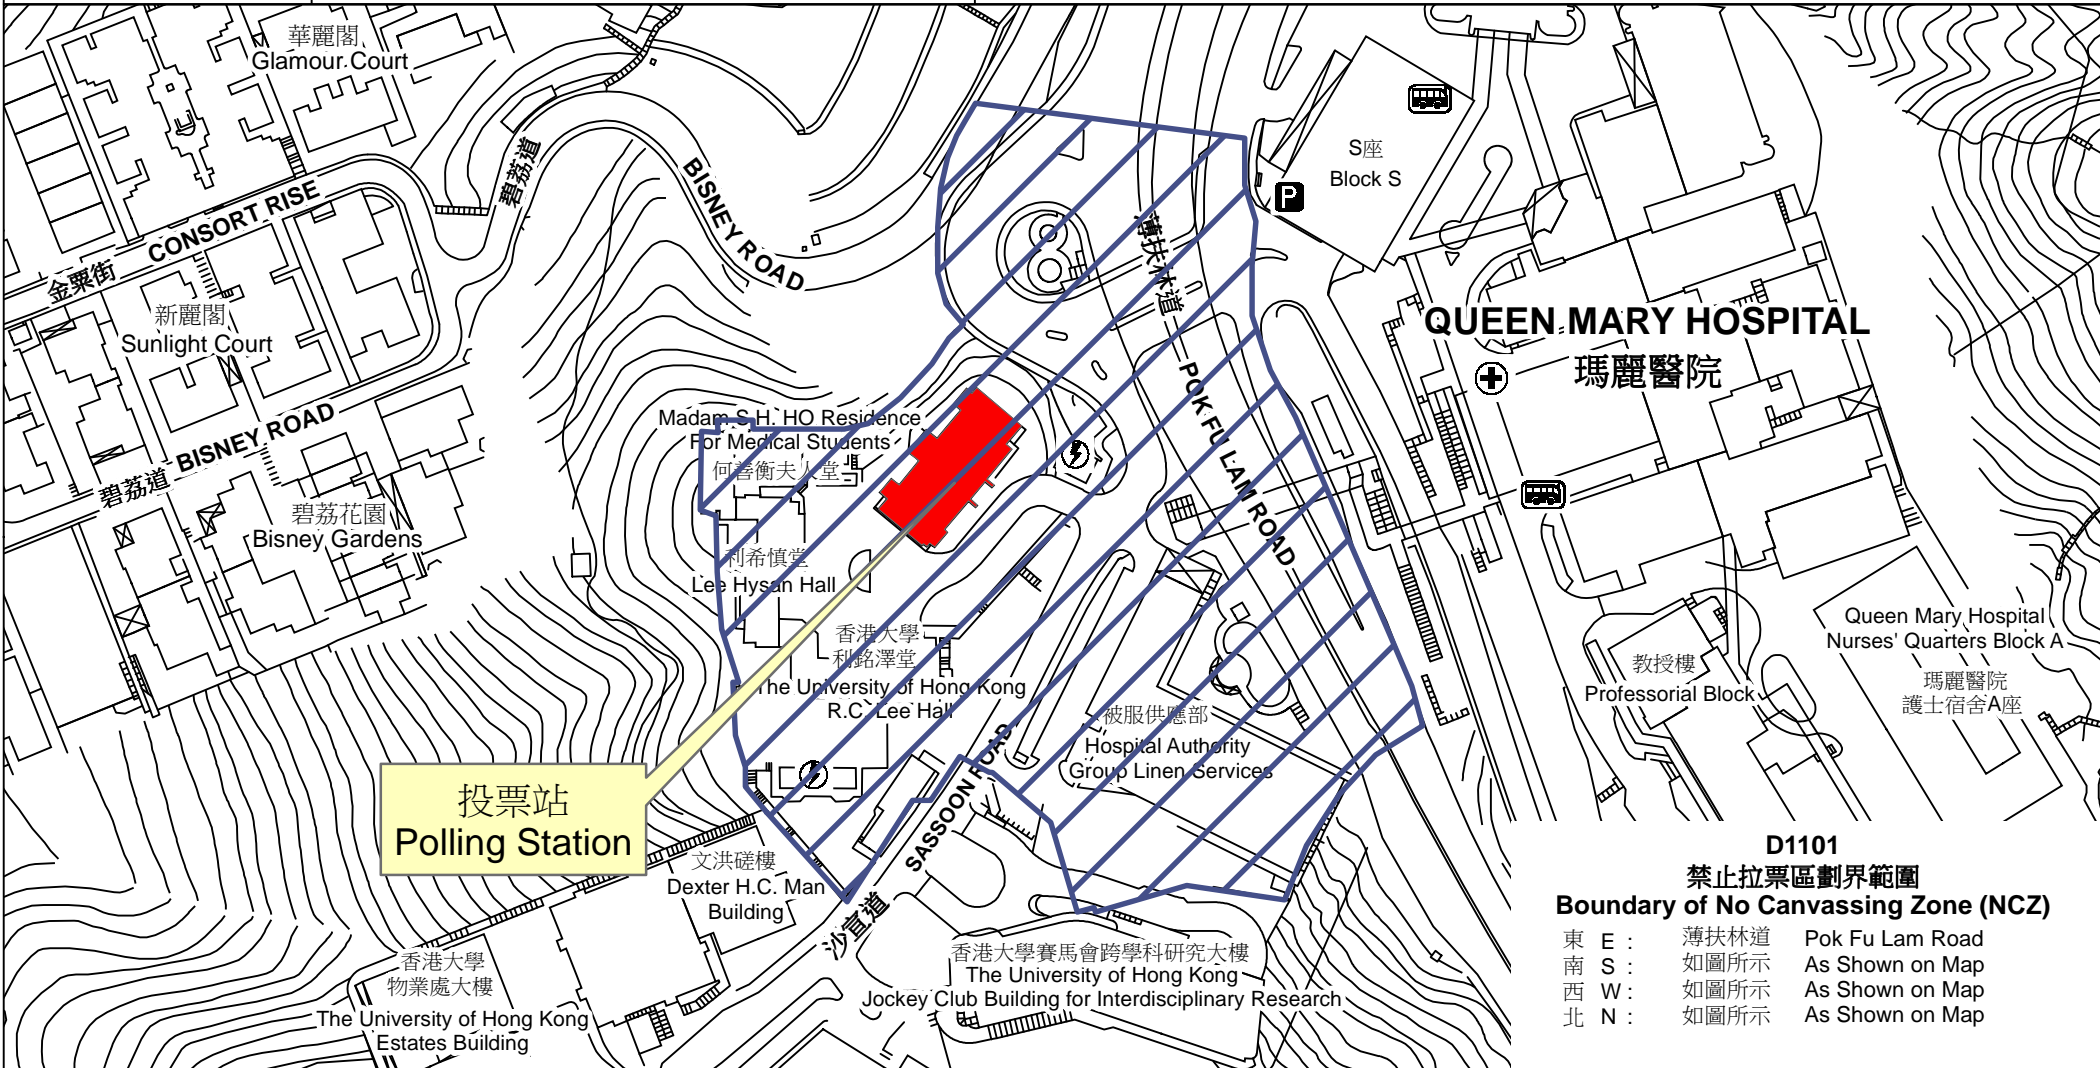 華麗閣
Glamour Court
碧荔道
BISNEY ROAD
金粟街 CONSORT RISE
新麗閣
Sunlight Court
碧荔道 BISNEY ROAD
碧荔花園
Bisney Gardens
S座
Block S
P
薄扶林道
POK FU LAM ROAD
QUEEN MARY HOSPITAL
瑪麗醫院
Madam S.H. HO Residence
For Medical Students
何善衡夫人堂
利希慎堂
Lee Hysan Hall
香港大學
利銘澤堂
The University of Hong Kong
R.C. Lee Hall
被服供應部
Hospital Authority
Group Linen Services
Queen Mary Hospital
Nurses' Quarters Block A
瑪麗醫院
護士宿舍A座
教授樓
Professorial Block
投票站
Polling Station
文洪磋樓
Dexter H.C. Man
Building
沙宣道 SASSOON ROAD
香港大學
物業處大樓
The University of Hong Kong
Estates Building
香港大學賽馬會跨學科研究大樓
The University of Hong Kong
Jockey Club Building for Interdisciplinary Research
D1101
禁止拉票區劃界範圍
Boundary of No Canvassing Zone (NCZ)
東 E : 薄扶林道 Pok Fu Lam Road
南 S : 如圖所示 As Shown on Map
西 W : 如圖所示 As Shown on Map
北 N : 如圖所示 As Shown on Map